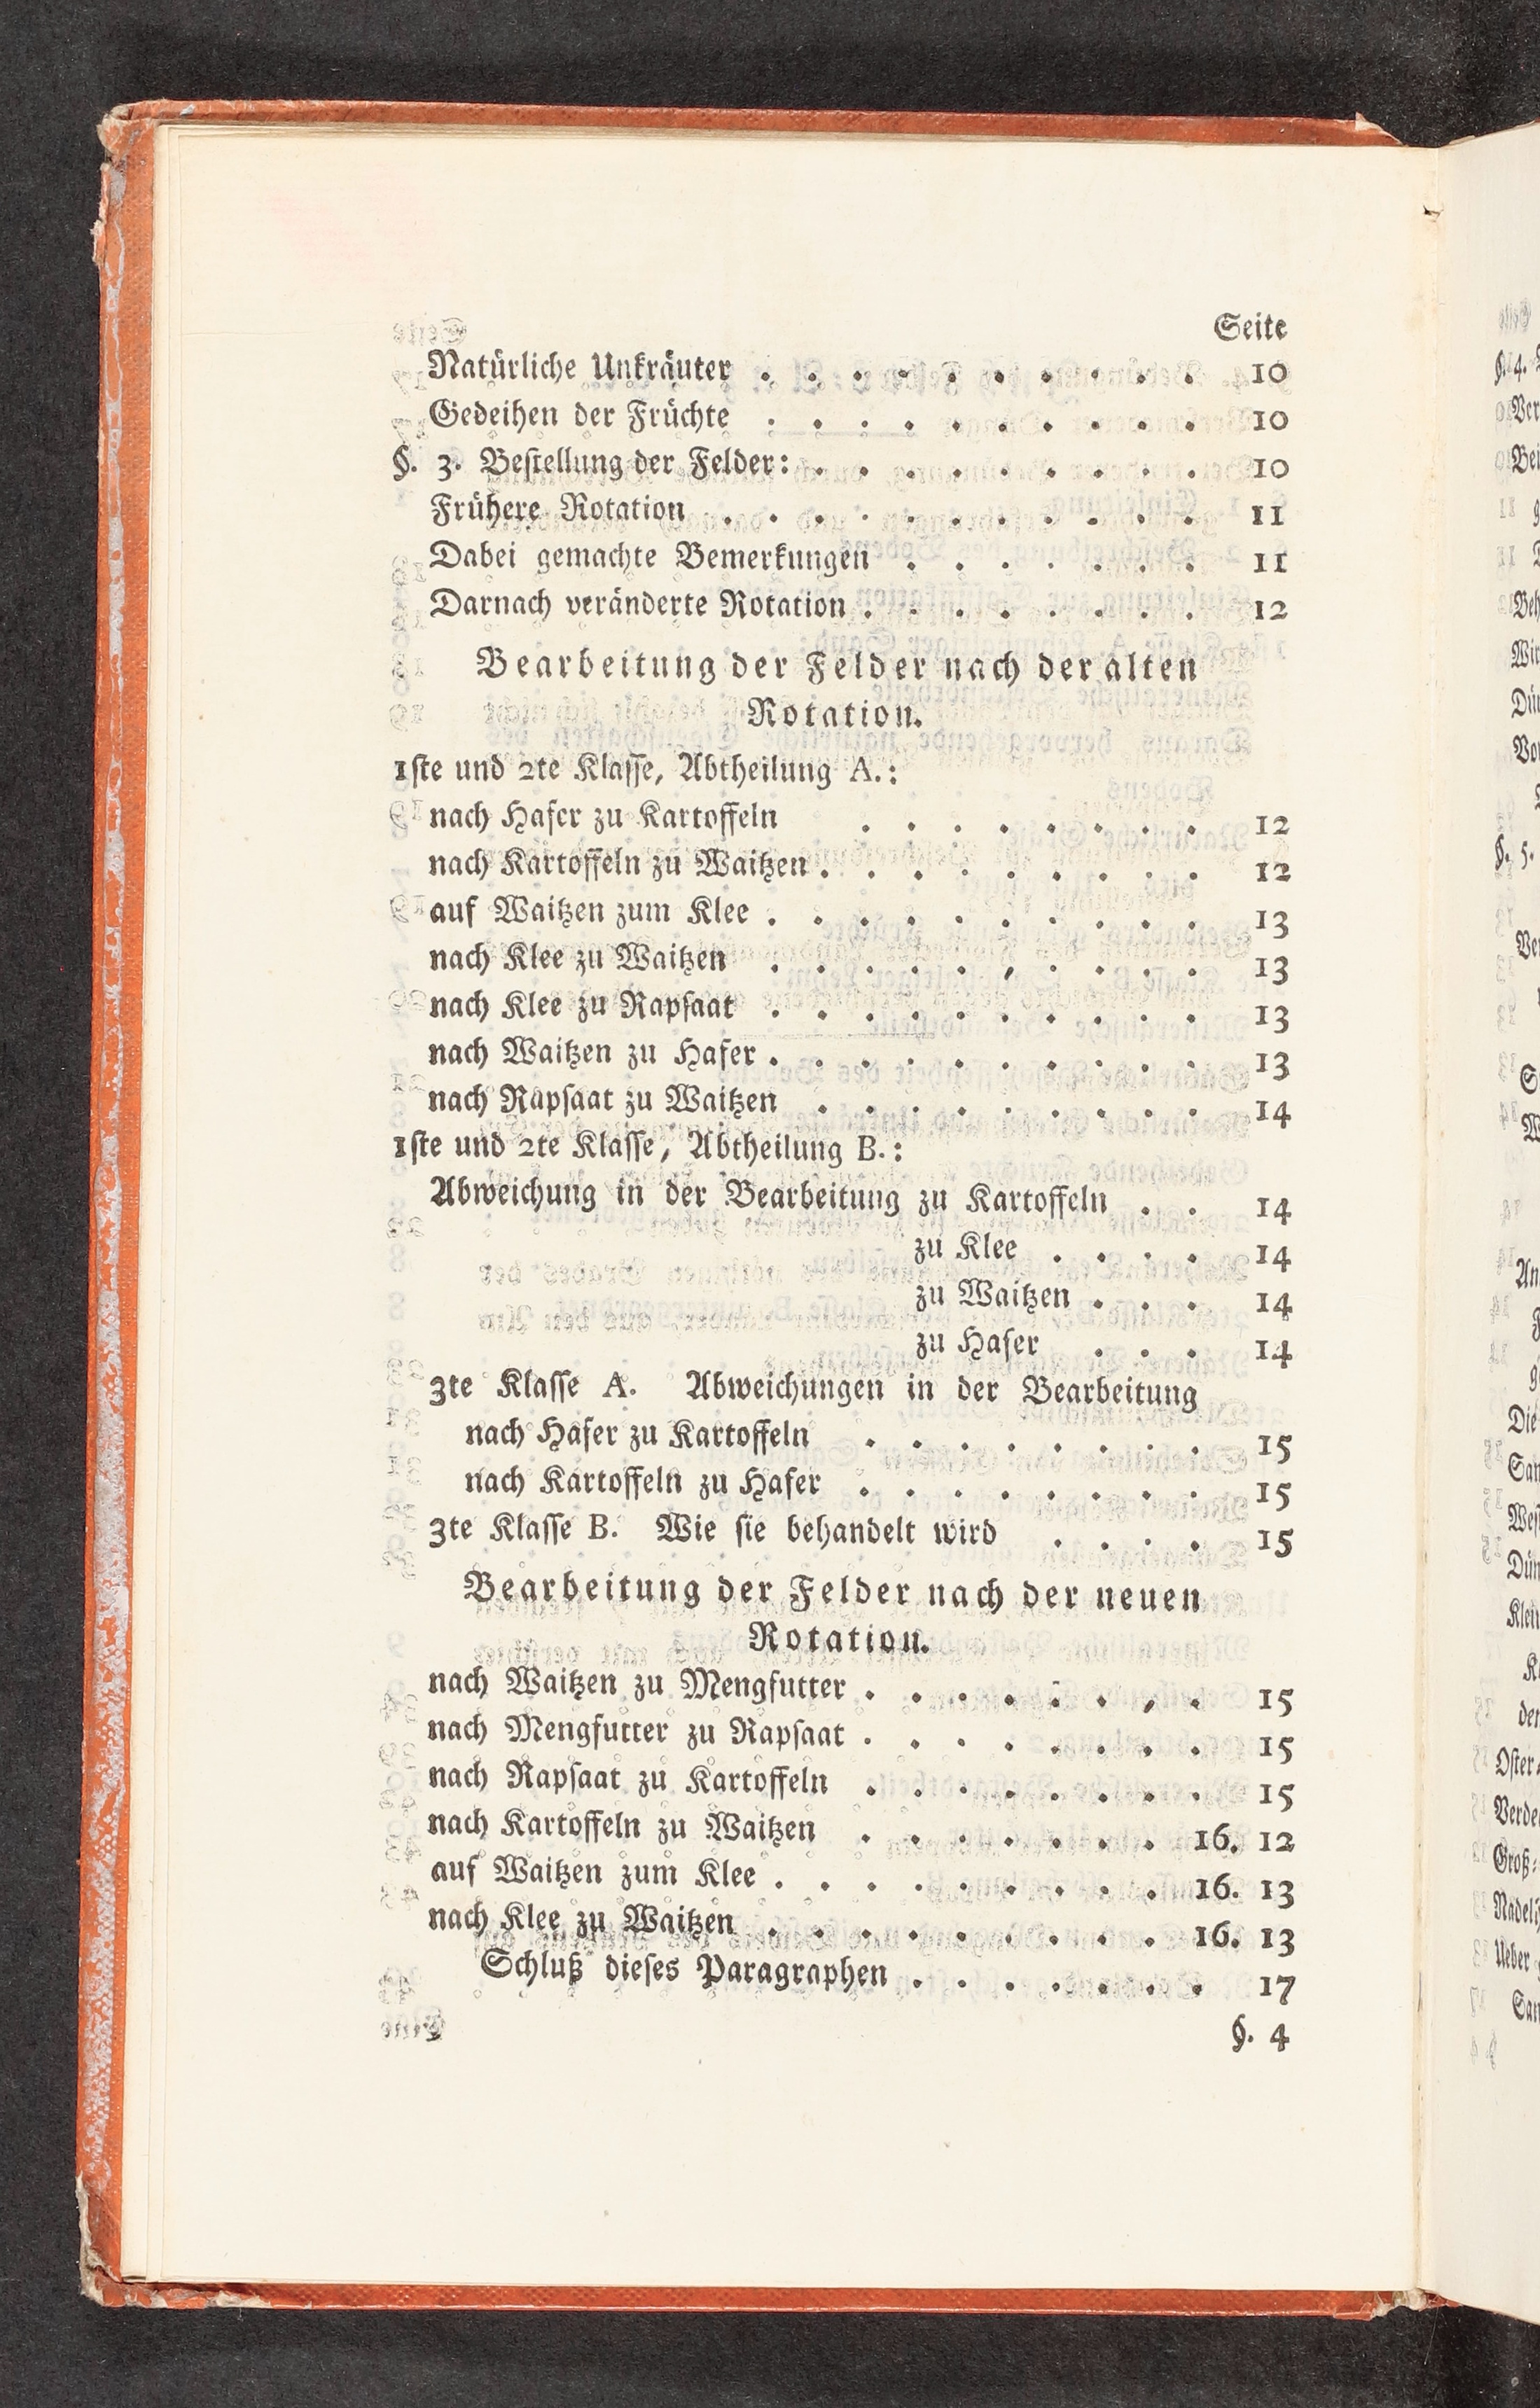 Seite
Natürliche Unkräuter . . . . . . . . . . 10
Gedeihen der Früchte . . . . . . . . . . 10
§. 3. Bestellung der Felder: . . . . . . . . . 10
Frühere Rotation . . . . . . . . . . . 11
Dabei gemachte Bemerkungen . . . . . . . 11
Darnach veränderte Rotation . . . . . . . . 12
Bearbeitung der Felder nach der alten
Rotation.
1ste und 2te Klasse, Abtheilung A.:
nach Hafer zu Kartoffeln . . . . . . . . 12
nach Kartoffeln zu Waitzen . . . . . . . . . 12
auf Waitzen zum Klee . . . . . . . . . . 13
nach Klee zu Waitzen . . . . . , . . . . 13
nach Klee zu Rapsaat . . . . . . . . . . 13
nach Waitzen zu Hafer . . . . . . . . . . 13
nach Rapsaat zu Waitzen . . . . . . . . . 14
1ste und 2te Klasse, Abtheilung B.:
Abweichung in der Bearbeitung zu Kartoffeln . . 14
zu Klee . . . . 14
zu Waitzen . . . 14
zu Hafer . . . 14
3te Klasse A. Abweichungen in der Bearbeitung
nach Hafer zu Kartoffeln . . . . . . . . 15
nach Kartoffeln zu Hafer . . . . . . . . 15
3te Klasse B. Wie sie behandelt wird . . . . 15
Bearbeitung der Felder nach der neuen
Rotation.
nach Waitzen zu Mengfutter . . . . . . , . 15
nach Mengfutter zu Rapsaat . . . . . . . . 15
nach Rapsaat zu Kartoffeln . . . . . . . . 15
nach Kartoffeln zu Waitzen . . . . . . . 16. 12
auf Waitzen zum Klee . . . . . . . . . 16. 13
nach Klee zu Waitzen . . . . . . . . . 16. 13
Schluß dieses Paragraphen . . . . . . . 17
§. 4